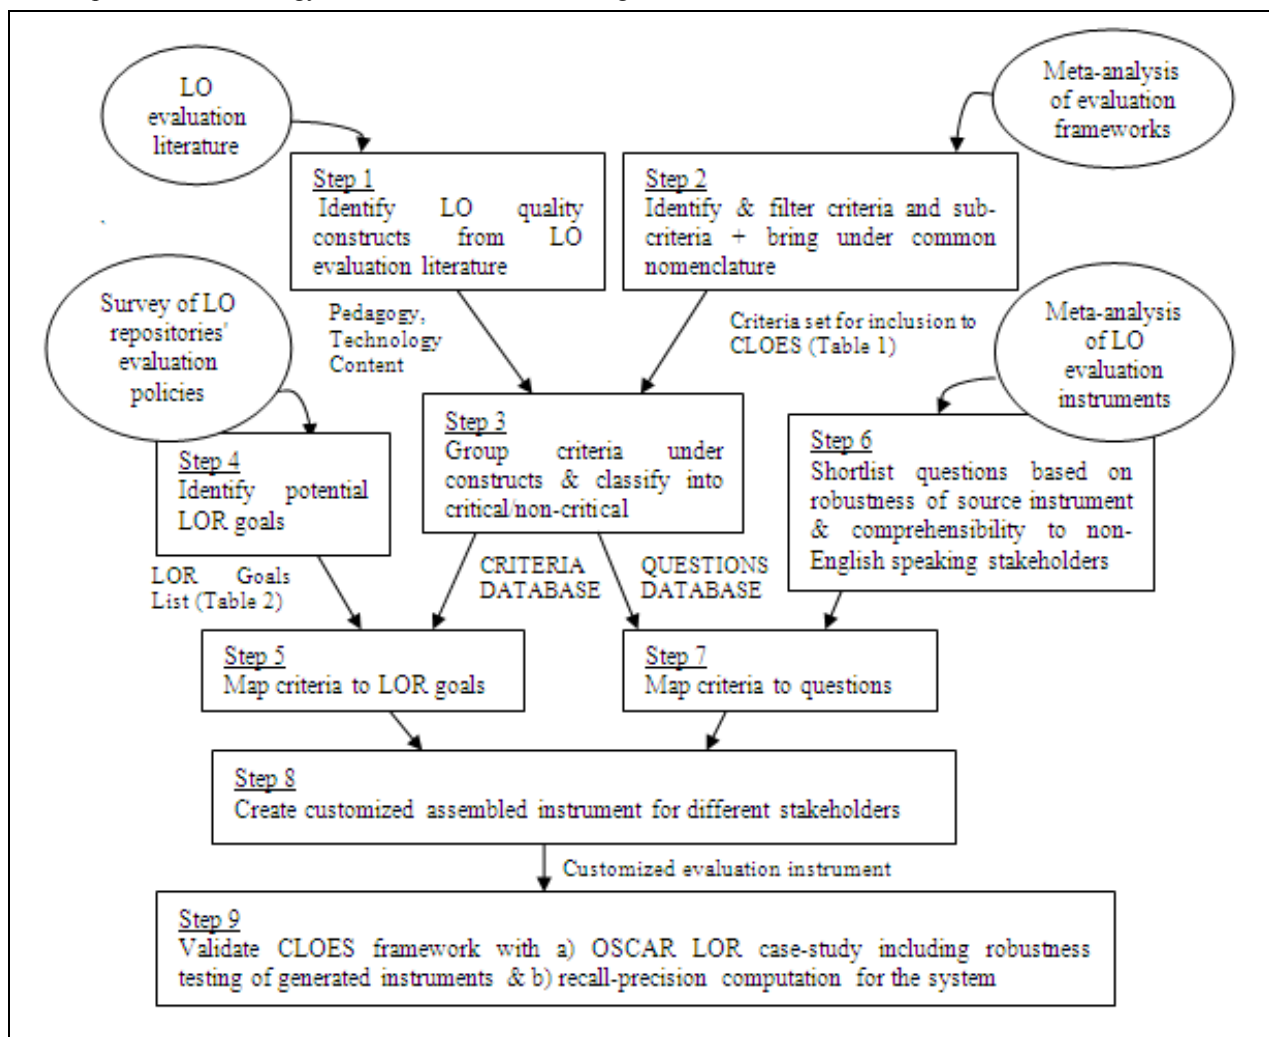 LO
evaluation
literature
Meta-analysis
of evaluation
frameworks
Step 1
Identify LO quality
constructs from LO
evaluation literature
Step 2
Identify & filter criteria and sub-
criteria + bring under common
nomenclature
Survey of LO
repositories'
evaluation
policies
Pedagogy,
Technology
Content
Criteria set for inclusion to
CLOES (Table 1)
Meta-analysis
of LO
evaluation
instruments
Step 3
Group criteria under
constructs & classify into
critical/non-critical
Step 4
Identify potential
LOR goals
Step 6
Shortlist questions based on
robustness of source instrument
& comprehensibility to non-
English speaking stakeholders
LOR Goals
List (Table 2)
CRITERIA
DATABASE
QUESTIONS
DATABASE
Step 5
Map criteria to LOR goals
Step 7
Map criteria to questions
Step 8
Create customized assembled instrument for different stakeholders
Customized evaluation instrument
Step 9
Validate CLOES framework with a) OSCAR LOR case-study including robustness
testing of generated instruments & b) recall-precision computation for the system